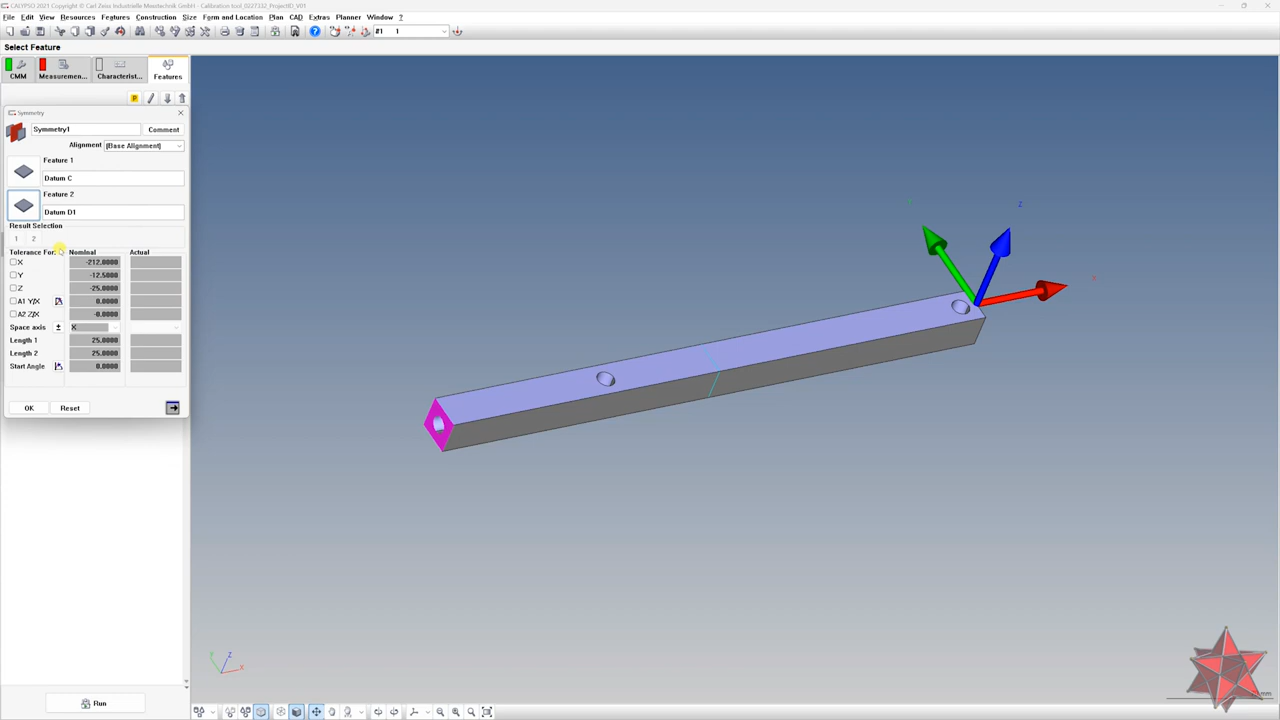 CALYPSO 2021 Copyright © Carl Zeiss Industrielle Messtechnik GmbH - Calibration tool_0227332_ProjectID_V01
File Edit View Resources Features Construction Size Form and Location Plan CAD Extras Planner Window ?
#1 1
Select Feature
CMM Measuremen... Characterist... Features
Symmetry
Symmetry1 Comment
Alignment (Base Alignment)
Feature 1
Datum C
Feature 2
Datum D1
Result Selection
1 2
Tolerance For: Nominal Actual
X -212.0000
Y -12.5000
Z -25.0000
A1 Y/X 0.0000
A2 Z/X -0.0000
Space axis ± X
Length 1 25.0000
Length 2 25.0000
Start Angle 0.0000
OK Reset
Z
X
Y Z X
Run